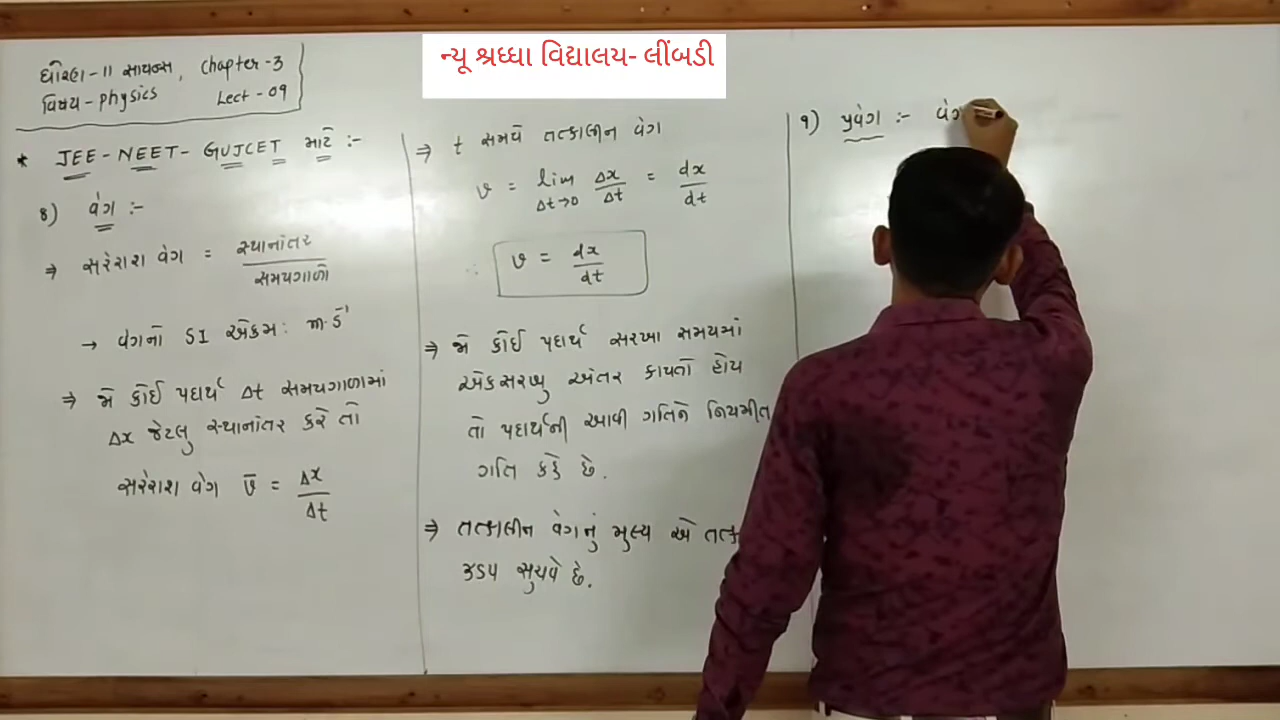 ન્યૂ શ્રધ્ધા વિદ્યાલય- લીંબડી
ધોરણ-11 સાયન્સ, Chapter-3
વિષય-physics Lect-09
* JEE-NEET-GUJCET માટે :-
8) વેગ :-
⇒ સરેરાશ વેગ = સ્થાનાંતર / સમયગાળો
→ વેગનો SI એકમ: m·s⁻¹
⇒ જો કોઈ પદાર્થ Δt સમયગાળામાં
Δx જેટલુ સ્થાનાંતર કરે તો
સરેરાશ વેગ v̄ = Δx / Δt
⇒ t સમયે તત્કાલીન વેગ
v = lim Δt→0 Δx/Δt = dx/dt
∴ v = dx/dt
⇒ જો કોઈ પદાર્થ સરખા સમયમાં
એકસરખુ અંતર કાપતો હોય
તો પદાર્થની આવી ગતિને નિયમીત
ગતિ કહે છે.
⇒ તત્કાલીન વેગનું મુલ્ય એ તત્ક
ઝડપ સુચવે છે.
૧) પ્રવેગ :- વેગ